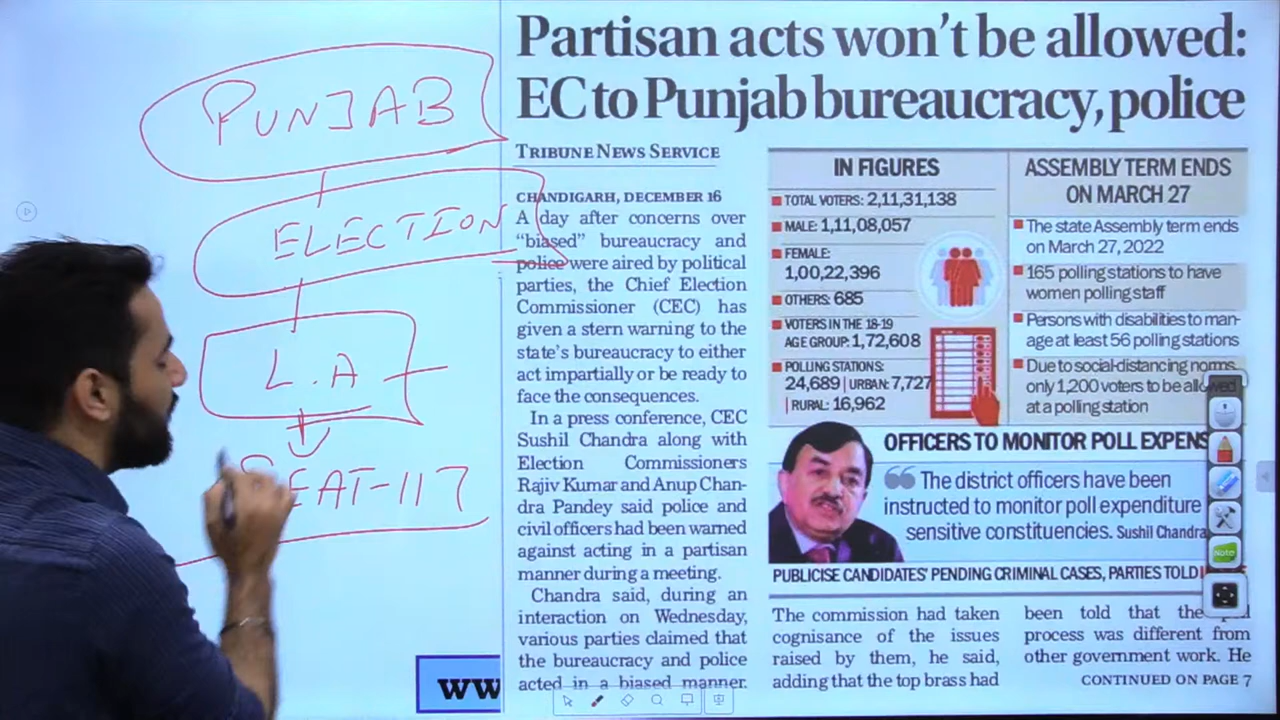 PUNJAB
ELECTION
L.A
SEAT-117
WW
Partisan acts won't be allowed:
EC to Punjab bureaucracy, police
TRIBUNE NEWS SERVICE
CHANDIGARH, DECEMBER 16
A day after concerns over
"biased" bureaucracy and
police were aired by political
parties, the Chief Election
Commissioner (CEC) has
given a stern warning to the
state's bureaucracy to either
act impartially or be ready to
face the consequences.
In a press conference, CEC
Sushil Chandra along with
Election Commissioners
Rajiv Kumar and Anup Chan-
dra Pandey said police and
civil officers had been warned
against acting in a partisan
manner during a meeting.
Chandra said, during an
interaction on Wednesday,
various parties claimed that
the bureaucracy and police
acted in a biased manner.
IN FIGURES
TOTAL VOTERS: 2,11,31,138
MALE: 1,11,08,057
FEMALE:
1,00,22,396
OTHERS: 685
VOTERS IN THE 18-19
AGE GROUP: 1,72,608
POLLING STATIONS:
24,689 | URBAN: 7,727
| RURAL: 16,962
ASSEMBLY TERM ENDS
ON MARCH 27
The state Assembly term ends
on March 27, 2022
165 polling stations to have
women polling staff
Persons with disabilities to man-
age at least 56 polling stations
Due to social-distancing norms,
only 1,200 voters to be allowed
at a polling station
OFFICERS TO MONITOR POLL EXPENS
The district officers have been
instructed to monitor poll expenditure
sensitive constituencies. Sushil Chandra
PUBLICISE CANDIDATES' PENDING CRIMINAL CASES, PARTIES TOLD
The commission had taken
cognisance of the issues
raised by them, he said,
adding that the top brass had
been told that the
process was different from
other government work. He
CONTINUED ON PAGE 7
Note